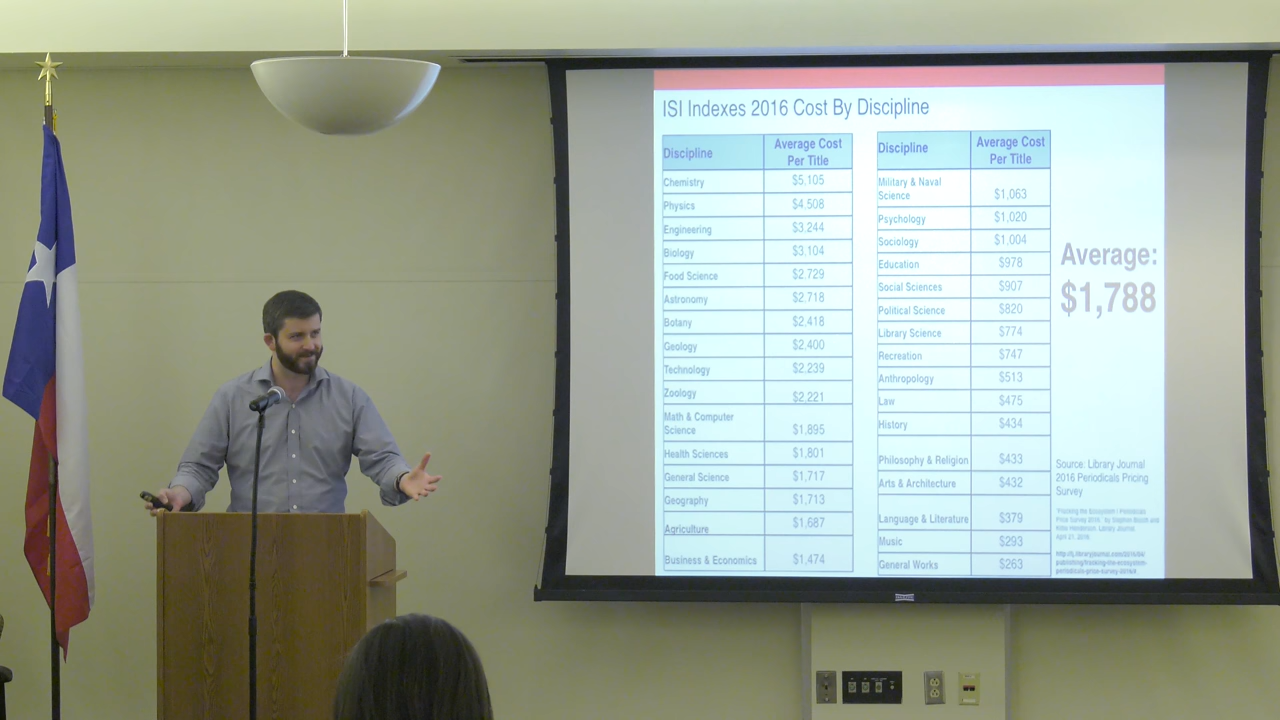 ISI Indexes 2016 Cost By Discipline
Discipline Average Cost Per Title
Chemistry $5,105
Physics $4,508
Engineering $3,244
Biology $3,104
Food Science $2,729
Astronomy $2,718
Botany $2,418
Geology $2,400
Technology $2,239
Zoology $2,221
Math & Computer Science $1,895
Health Sciences $1,801
General Science $1,717
Geography $1,713
Agriculture $1,687
Business & Economics $1,474
Discipline Average Cost Per Title
Military & Naval Science $1,063
Psychology $1,020
Sociology $1,004
Education $978
Social Sciences $907
Political Science $820
Library Science $774
Recreation $747
Anthropology $513
Law $475
History $434
Philosophy & Religion $433
Arts & Architecture $432
Language & Literature $379
Music $293
General Works $263
Average:
$1,788
Source: Library Journal
2016 Periodicals Pricing
Survey